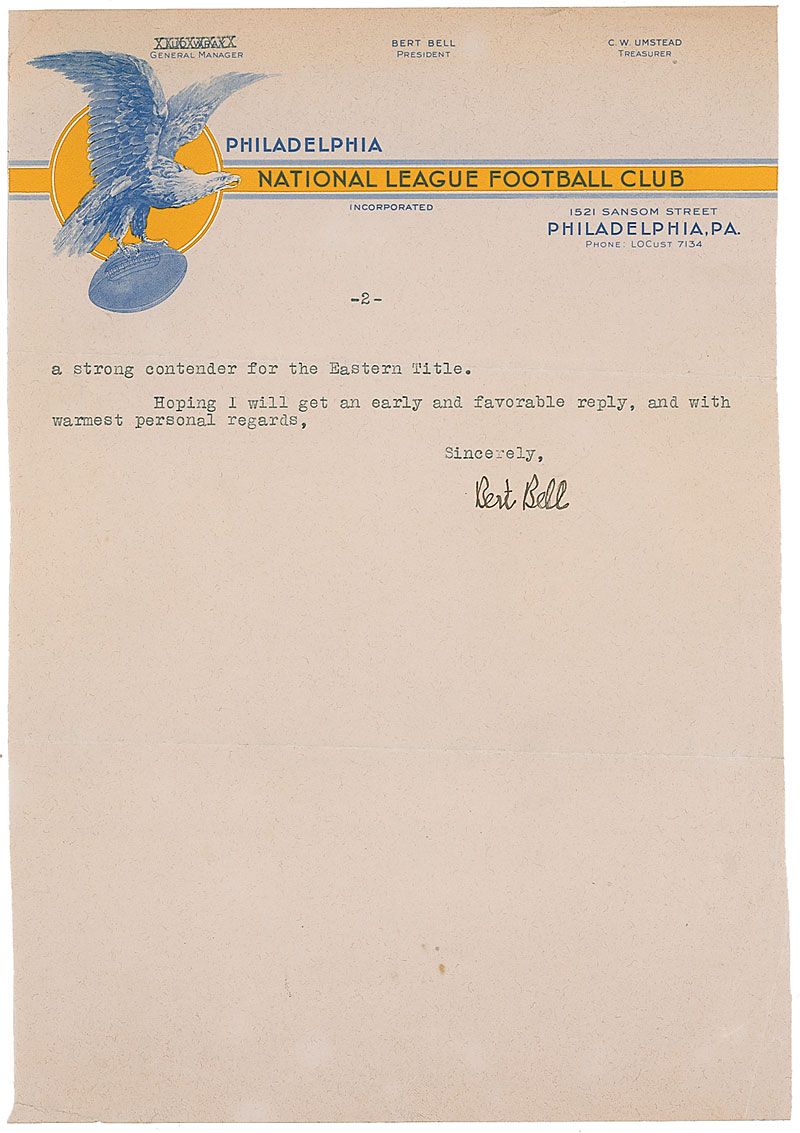 GENERAL MANAGER
BERT BELL
PRESIDENT
C. W. UMSTEAD
TREASURER
PHILADELPHIA
NATIONAL LEAGUE FOOTBALL CLUB
INCORPORATED
1521 SANSOM STREET
PHILADELPHIA, PA.
PHONE: LOCUST 7134
-2-
a strong contender for the Eastern Title.
Hoping I will get an early and favorable reply, and with
warmest personal regards,
Sincerely,
Bert Bell